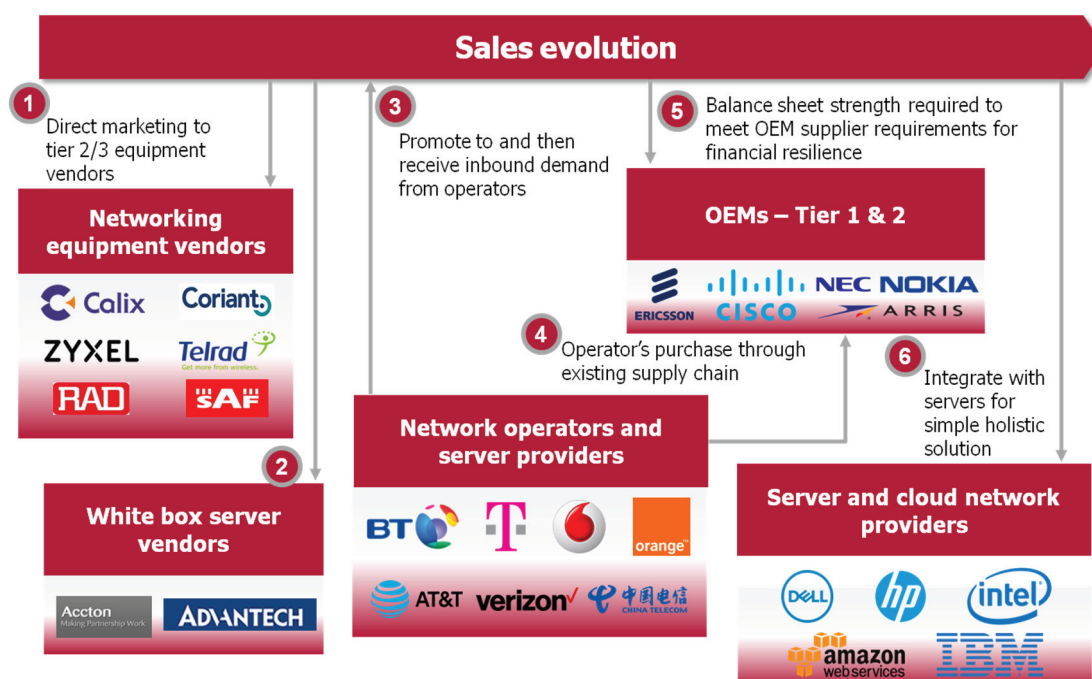 Sales evolution
1
Direct marketing to
tier 2/3 equipment
vendors
Networking
equipment vendors
Calix
Coriant
ZYXEL
Telrad
Get more from wireless.
RAD
SAF
2
White box server
vendors
Accton
Making Partnership Work
ADVANTECH
3
Promote to and then
receive inbound demand
from operators
Network operators and
server providers
BT
T
orange™
AT&T
verizon
中国电信
CHINA TELECOM
4
Operator’s purchase through
existing supply chain
5
Balance sheet strength required to
meet OEM supplier requirements for
financial resilience
OEMs – Tier 1 & 2
ERICSSON
CISCO
NEC
NOKIA
ARRIS
6
Integrate with
servers for
simple holistic
solution
Server and cloud network
providers
DELL
hp
intel
amazon
webservices
IBM